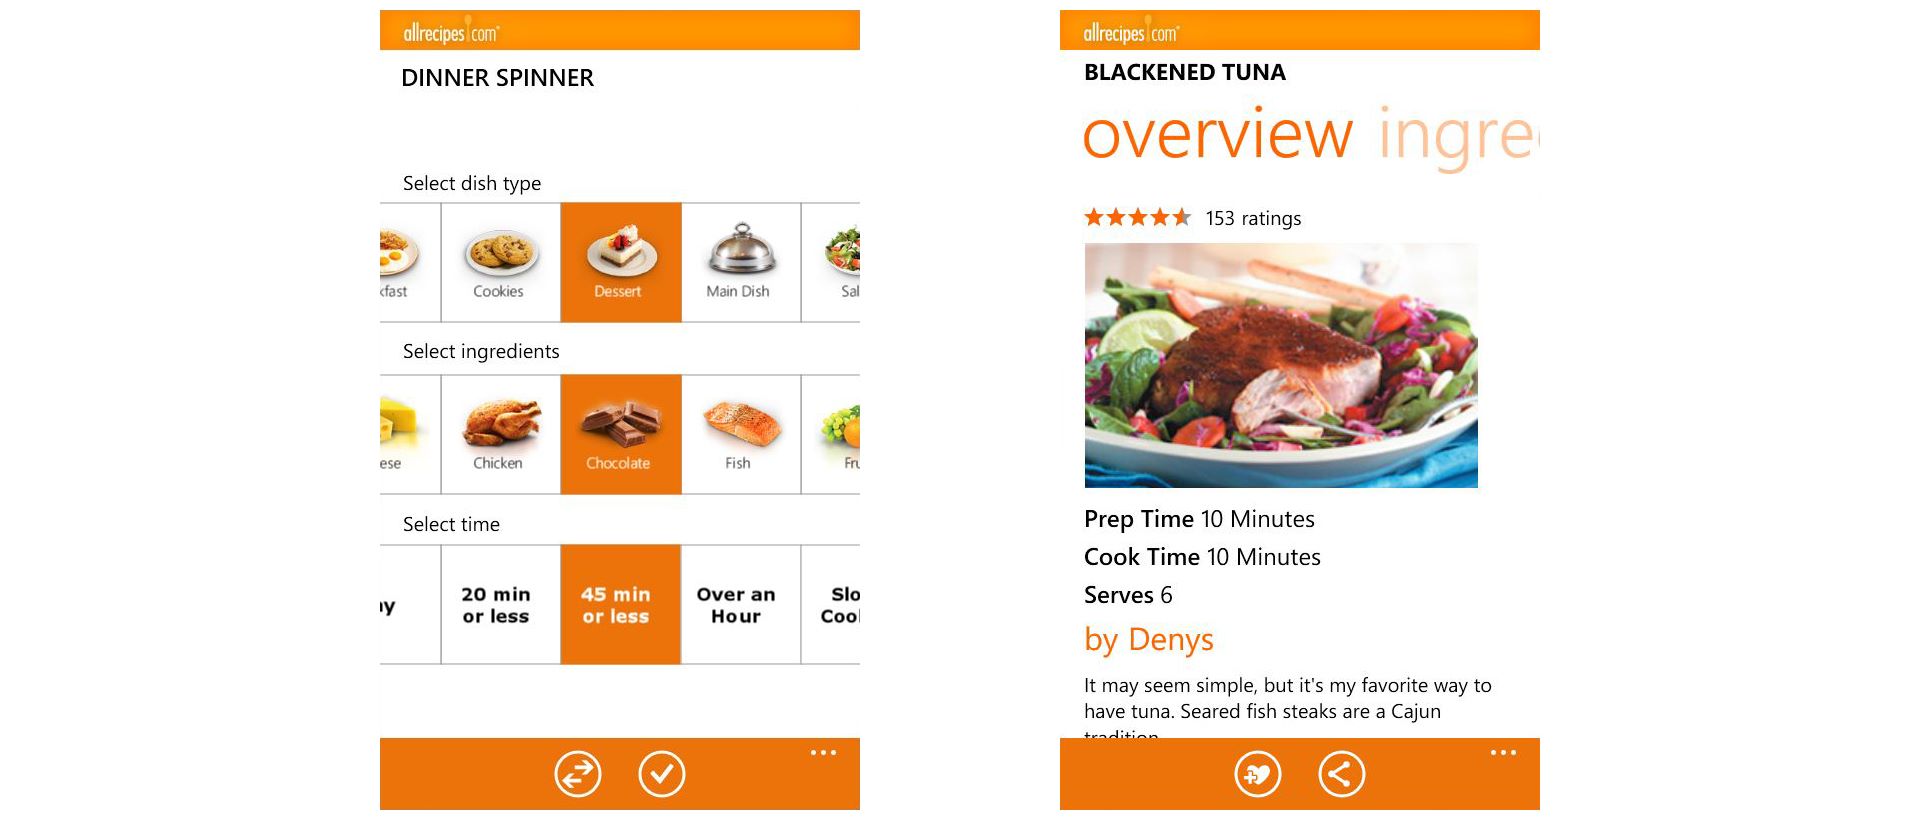 allrecipes.com
DINNER SPINNER
Select dish type
kfast
Cookies
Dessert
Main Dish
Sal
Select ingredients
ese
Chicken
Chocolate
Fish
Fru
Select time
ay
20 min
or less
45 min
or less
Over an
Hour
Slo
Coo
allrecipes.com
BLACKENED TUNA
overview ingre
153 ratings
Prep Time 10 Minutes
Cook Time 10 Minutes
Serves 6
by Denys
It may seem simple, but it's my favorite way to
have tuna. Seared fish steaks are a Cajun
tradition